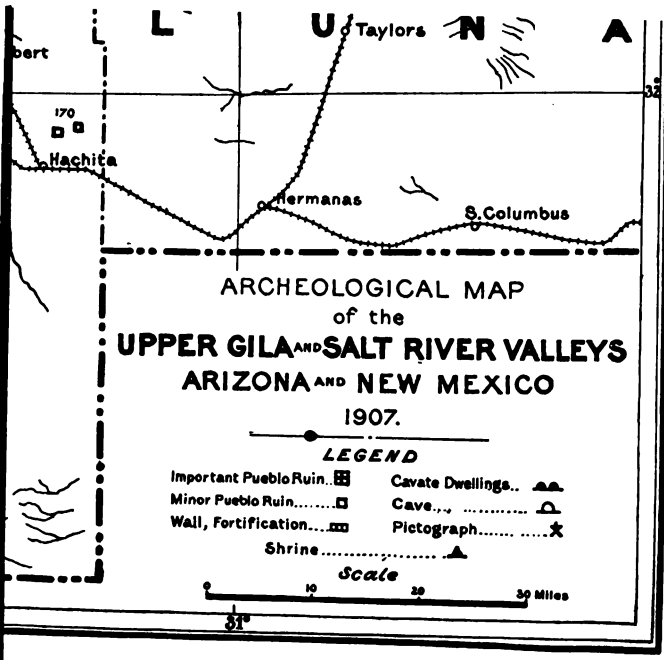 L U N A
Taylors
bert
32°
170
Hachita
Hermanas
S. Columbus
ARCHEOLOGICAL MAP
of the
UPPER GILA AND SALT RIVER VALLEYS
ARIZONA AND NEW MEXICO
1907.
LEGEND
Important Pueblo Ruin..
Minor Pueblo Ruin.......
Wall, Fortification....
Cavate Dwellings..
Cave.,., ..............
Pictograph............
Shrine......................
Scale
0 10 20 30 Miles
31°